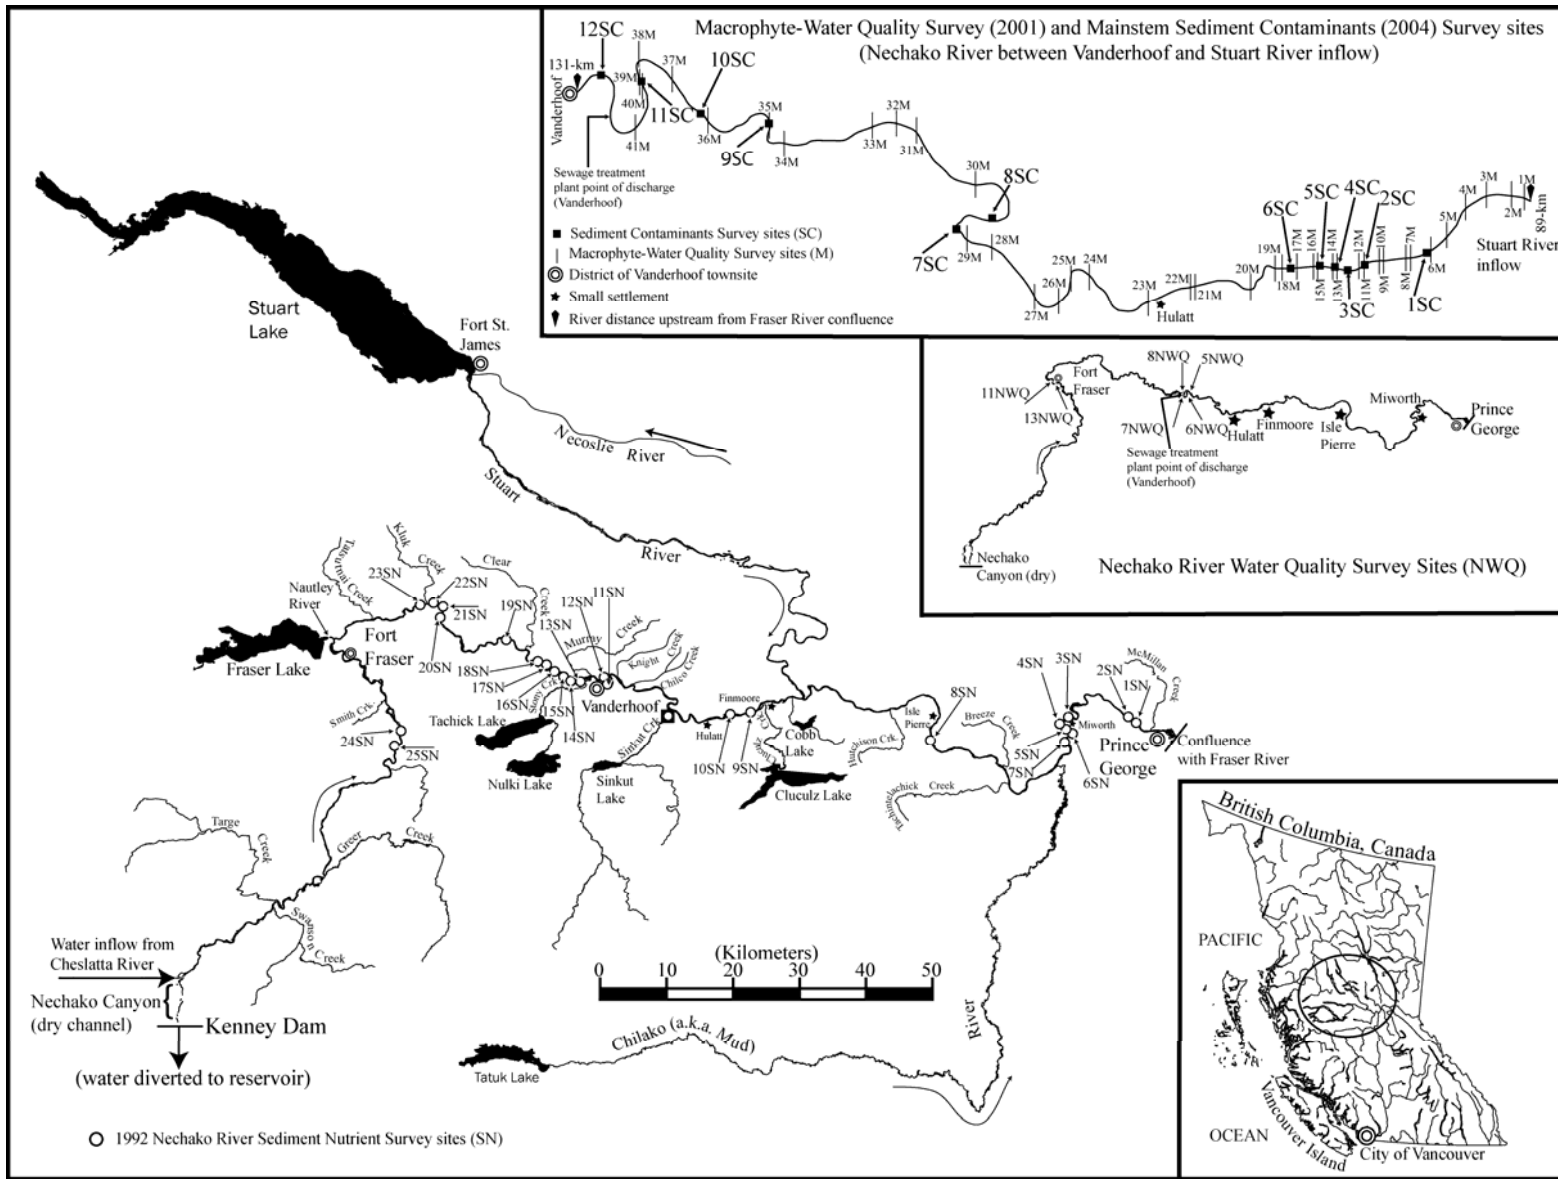 Macrophyte-Water Quality Survey (2001) and Mainstem Sediment Contaminants (2004) Survey sites
(Nechako River between Vanderhoof and Stuart River inflow)
12SC
38M
131-km
37M
10SC
39M
40M
11SC
Vanderhoof
41M
36M
35M
9SC
34M
32M
33M
31M
30M
8SC
7SC
29M
28M
27M
26M
25M
24M
23M
Hulatt
22M
21M
20M
19M
18M
6SC
17M
16M
5SC
15M
14M
4SC
13M
3SC
12M
11M
2SC
10M
9M
8M
7M
1SC
6M
5M
4M
3M
2M
1M
89-km
Stuart River
inflow
Sewage treatment
plant point of discharge
(Vanderhoof)
Sediment Contaminants Survey sites (SC)
Macrophyte-Water Quality Survey sites (M)
District of Vanderhoof townsite
Small settlement
River distance upstream from Fraser River confluence
8NWQ
5NWQ
Fort
Fraser
11NWQ
13NWQ
7NWQ
6NWQ
Hulatt
Finmoore
Isle
Pierre
Miworth
Prince
George
Sewage treatment
plant point of discharge
(Vanderhoof)
Nechako
Canyon (dry)
Nechako River Water Quality Survey Sites (NWQ)
Stuart
Lake
Fort St.
James
Necoslie
River
Stuart
River
Kluk
Creek
Clear
Creek
23SN
22SN
21SN
20SN
19SN
Nautley
River
Fort
Fraser
Fraser Lake
18SN
17SN
16SN
15SN
14SN
13SN
12SN
11SN
Murray
Creek
Knight
Creek
Chilco Creek
Stony Crk.
Vanderhoof
Tachick Lake
Nulki Lake
Sinkut
Lake
Sinkut Crk.
Smith Crk.
24SN
25SN
Finmoore
Hulatt
10SN
9SN
Cluculz
Crk.
Cobb
Lake
Cluculz Lake
Hutchison Crk.
Isle
Pierre
8SN
Breeze
Creek
Tachintelachick Creek
4SN
3SN
2SN
1SN
McMillan
Creek
Miworth
5SN
7SN
6SN
Prince
George
Confluence
with Fraser River
Targe
Creek
Greer
Creek
Swanson
Creek
Water inflow from
Cheslatta River
Nechako Canyon
(dry channel)
Kenney Dam
(water diverted to reservoir)
(Kilometers)
0 10 20 30 40 50
Chilako (a.k.a. Mud)
River
Tatuk Lake
1992 Nechako River Sediment Nutrient Survey sites (SN)
British Columbia, Canada
PACIFIC
OCEAN
Vancouver Island
City of Vancouver